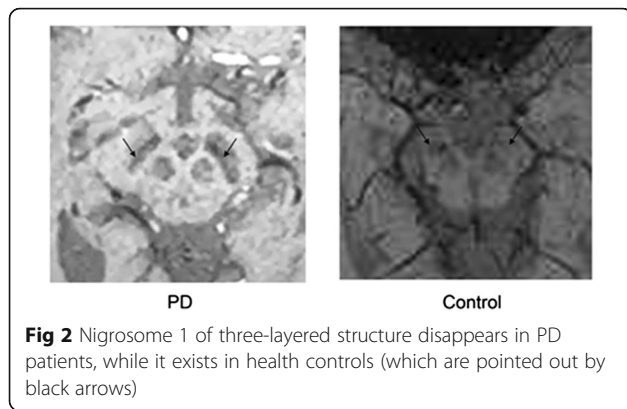 PD Control
Fig 2 Nigrosome 1 of three-layered structure disappears in PD
patients, while it exists in health controls (which are pointed out by
black arrows)